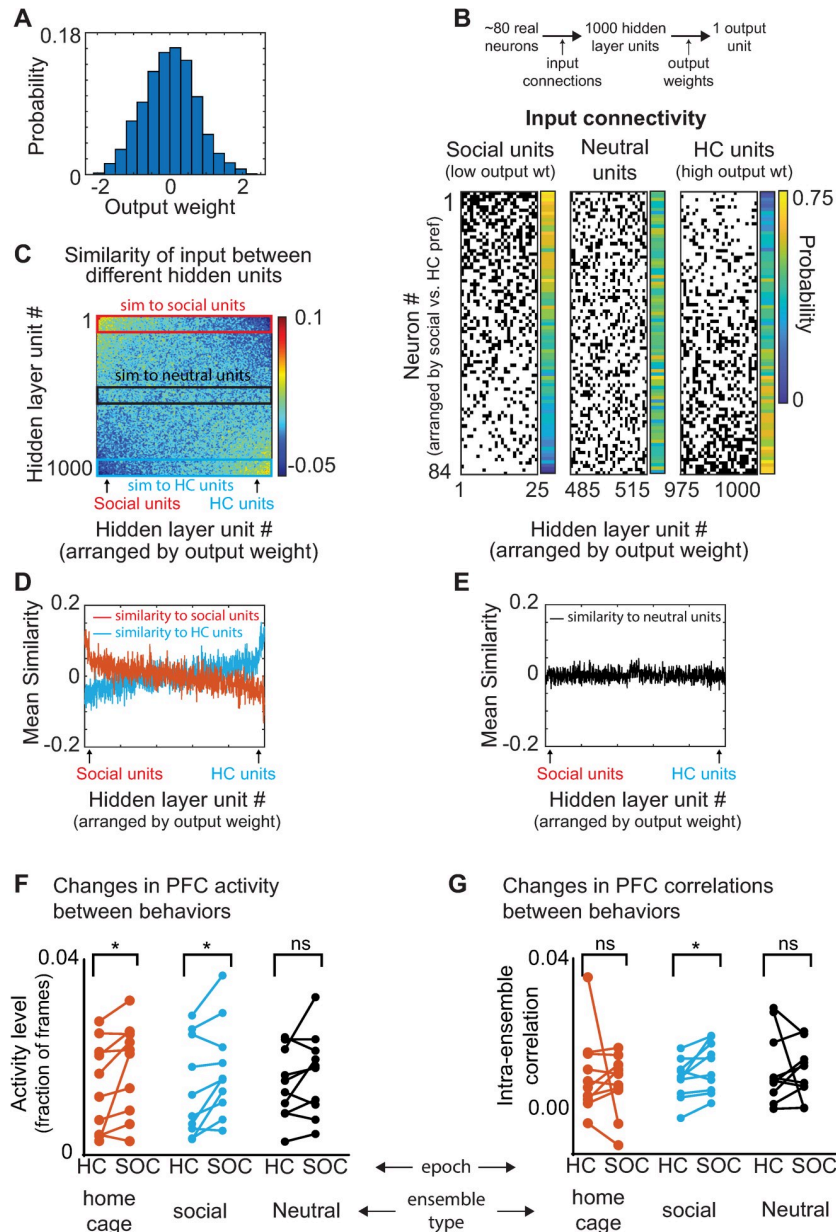 A
0.18
Probability
0
-2
0
2
Output weight
B
~80 real
neurons
1000 hidden
layer units
1 output
unit
input
connections
output
weights
Input connectivity
Social units
(low output wt)
Neutral
units
HC units
(high output wt)
1
84
Neuron #
(arranged by social vs. HC pref)
0.75
Probability
0
1
25
485
515
975
1000
Hidden layer unit #
(arranged by output weight)
C
Similarity of input between
different hidden units
1
sim to social units
sim to neutral units
1000
sim to HC units
Hidden layer unit #
0.1
-0.05
Social units
HC units
Hidden layer unit #
(arranged by output weight)
D
0.2
similarity to social units
similarity to HC units
0
-0.2
Mean Similarity
Social units
HC units
Hidden layer unit #
(arranged by output weight)
E
0.2
similarity to neutral units
0
-0.2
Mean Similarity
Social units
HC units
Hidden layer unit #
(arranged by output weight)
F
Changes in PFC activity
between behaviors
0.04
*
*
ns
Activity level
(fraction of frames)
0
HC SOC
HC SOC
HC SOC
home
cage
social
Neutral
epoch
ensemble
type
G
Changes in PFC correlations
between behaviors
0.04
ns
*
ns
Intra-ensemble
correlation
0.00
HC SOC
HC SOC
HC SOC
home
cage
social
Neutral